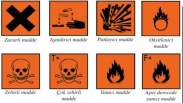 Zararlı madde
Aşındırıcı madde
Patlayıcı madde
Oksitleyici
madde
T
T+
F
F+
Zehirli madde
Çok zehirli
madde
Yanıcı madde
Aşırı derecede
yanıcı madde